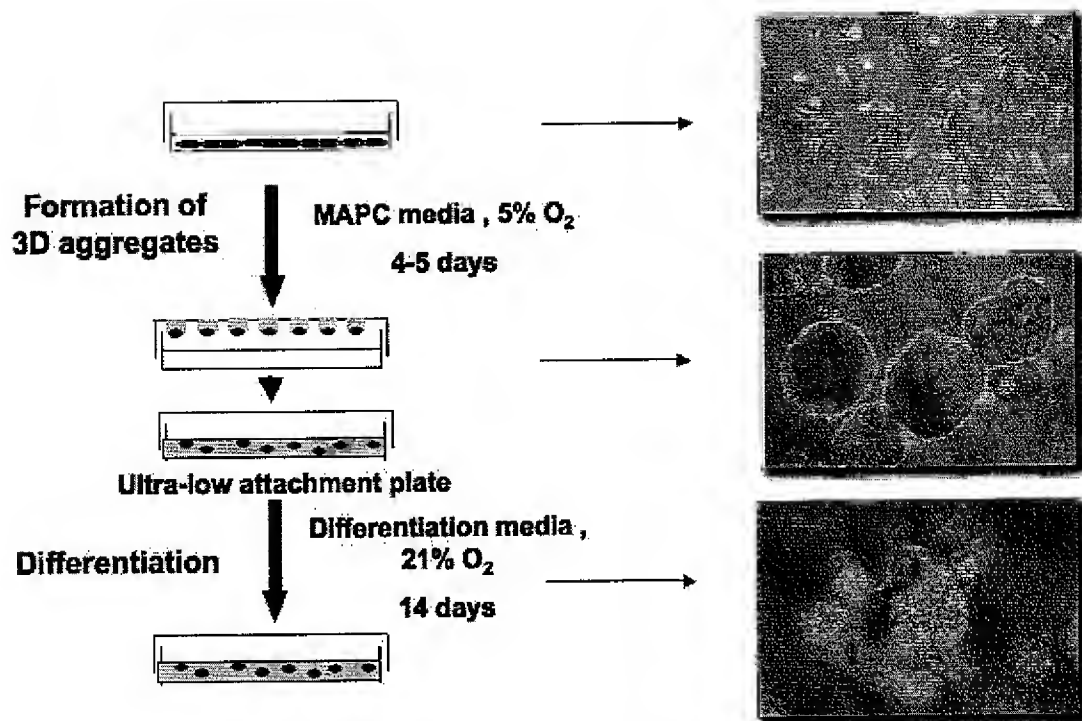 Formation of
3D aggregates
MAPC media , 5% O₂
4-5 days
Ultra-low attachment plate
Differentiation
Differentiation media ,
21% O₂
14 days